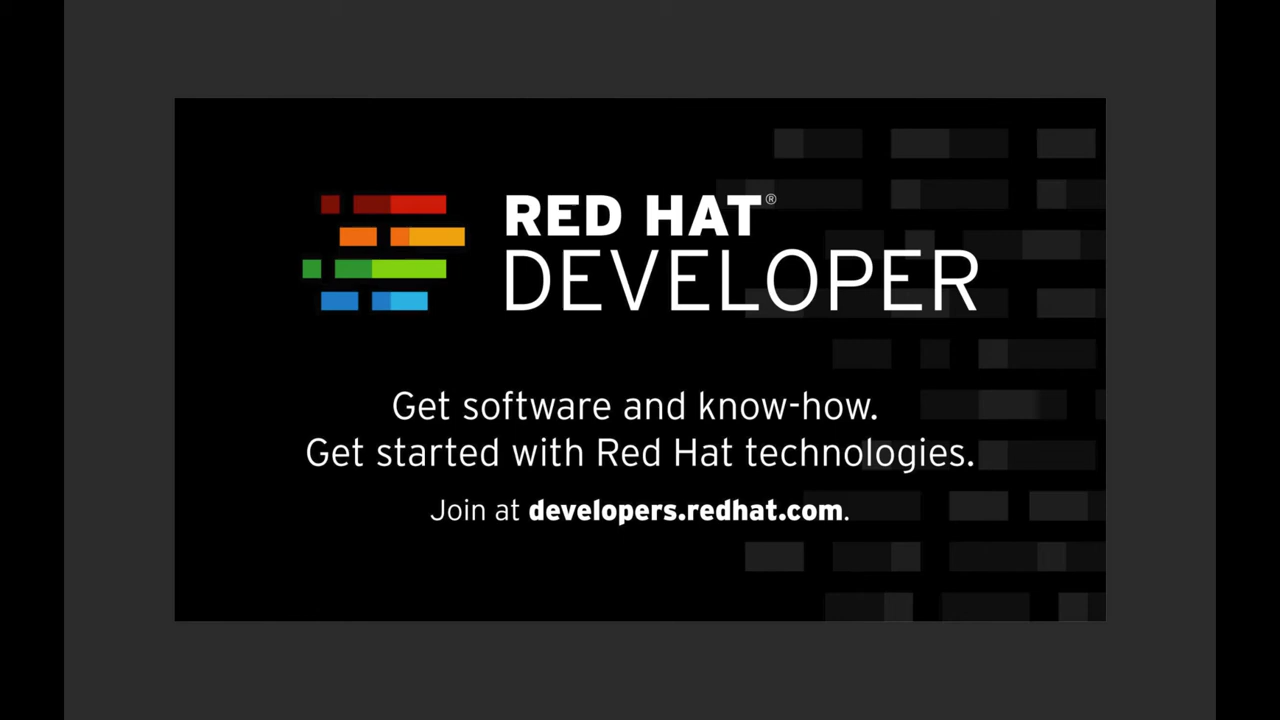 RED HAT®
DEVELOPER
Get software and know-how.
Get started with Red Hat technologies.
Join at developers.redhat.com.